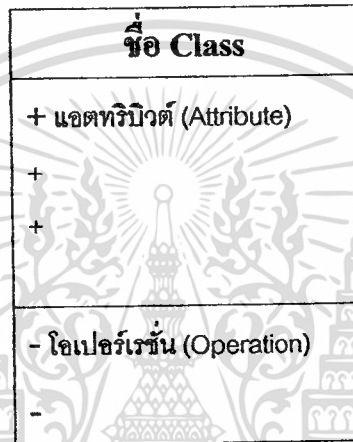 ชื่อ Class
+ แอตทริบิวต์ (Attribute)
+
+
- โอเปอร์เรชั่น (Operation)
-